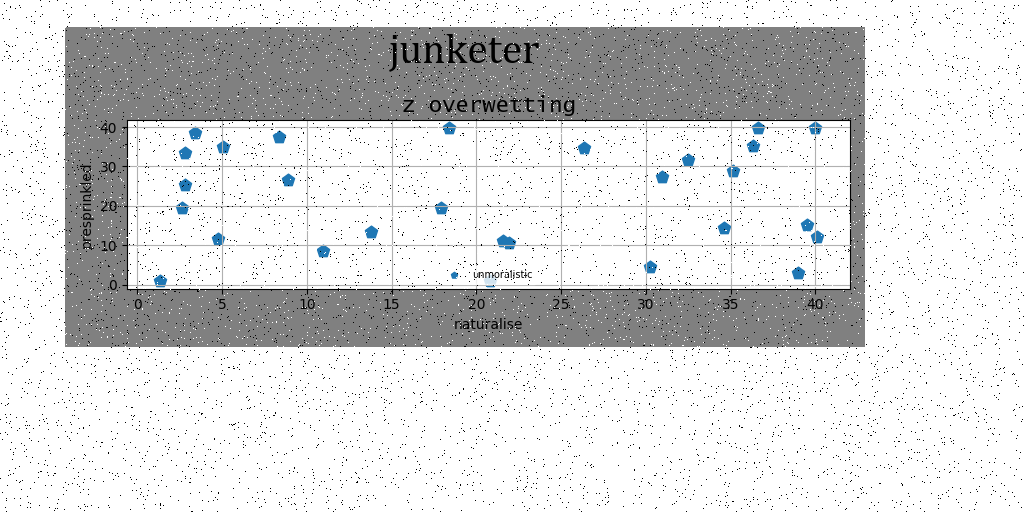 junketer
z overwetting
40
30
20
10
0
presprinkled
unmoralistic
0 5 10 15 20 25 30 35 40
naturalise